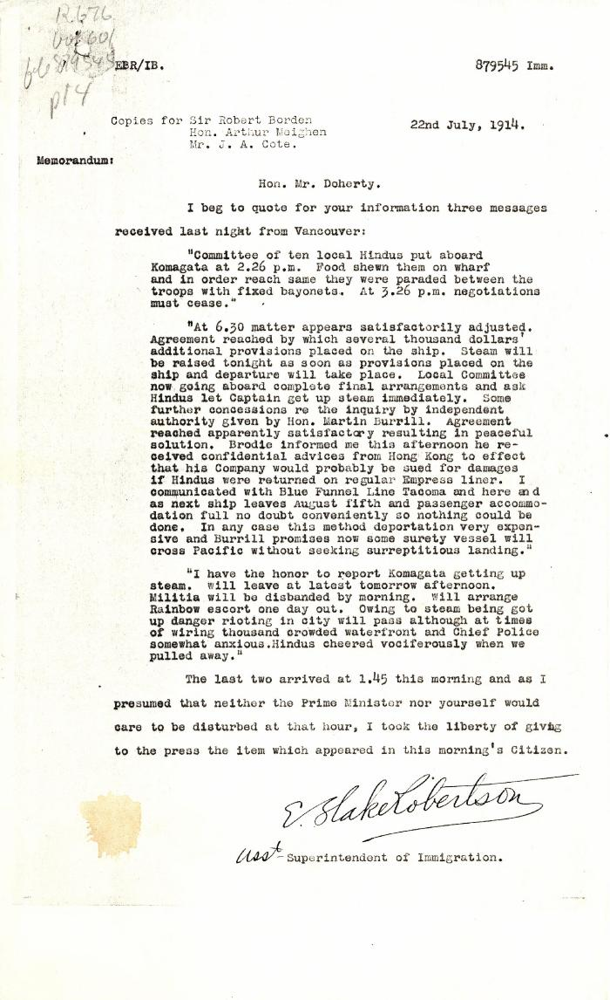 R.G76
vol 601
879545
pt 4
EBR/IB.
879545 Imm.
Copies for Sir Robert Borden
Hon. Arthur Meighen
Mr. J. A. Cote.
22nd July, 1914.
Memorandum:
Hon. Mr. Doherty.
I beg to quote for your information three messages
received last night from Vancouver:
"Committee of ten local Hindus put aboard
Komagata at 2.26 p.m. Food shewn them on wharf
and in order reach same they were paraded between the
troops with fixed bayonets. At 3.26 p.m. negotiations
must cease."
"At 6.30 matter appears satisfactorily adjusted.
Agreement reached by which several thousand dollars'
additional provisions placed on the ship. Steam will
be raised tonight as soon as provisions placed on the
ship and departure will take place. Local Committee
now going aboard complete final arrangements and ask
Hindus let Captain get up steam immediately. Some
further concessions re the inquiry by independent
authority given by Hon. Martin Burrill. Agreement
reached apparently satisfactory resulting in peaceful
solution. Brodie informed me this afternoon he re-
ceived confidential advices from Hong Kong to effect
that his Company would probably be sued for damages
if Hindus were returned on regular Empress liner. I
communicated with Blue Funnel Line Tacoma and here and
as next ship leaves August fifth and passenger accommo-
dation full no doubt conveniently so nothing could be
done. In any case this method deportation very expen-
sive and Burrill promises now some surety vessel will
cross Pacific without seeking surreptitious landing."
"I have the honor to report Komagata getting up
steam. Will leave at latest tomorrow afternoon.
Militia will be disbanded by morning. Will arrange
Rainbow escort one day out. Owing to steam being got
up danger rioting in city will pass although at times
of wiring thousand crowded waterfront and Chief Police
somewhat anxious.Hindus cheered vociferously when we
pulled away."
The last two arrived at 1.45 this morning and as I
presumed that neither the Prime Minister nor yourself would
care to be disturbed at that hour, I took the liberty of giving
to the press the item which appeared in this morning's Citizen.
E. Blake Robertson
Asst-Superintendent of Immigration.